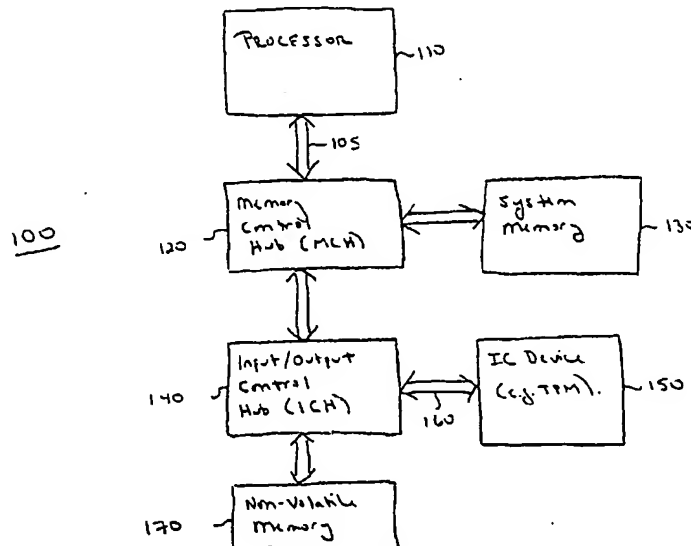 PROCESSOR
110
105
Memory
Control
Hub (MCH)
120
System
Memory
130
100
Input/Output
Control
Hub (ICH)
140
IC Device
(e.g. TPM).
150
160
Non-Volatile
Memory
170